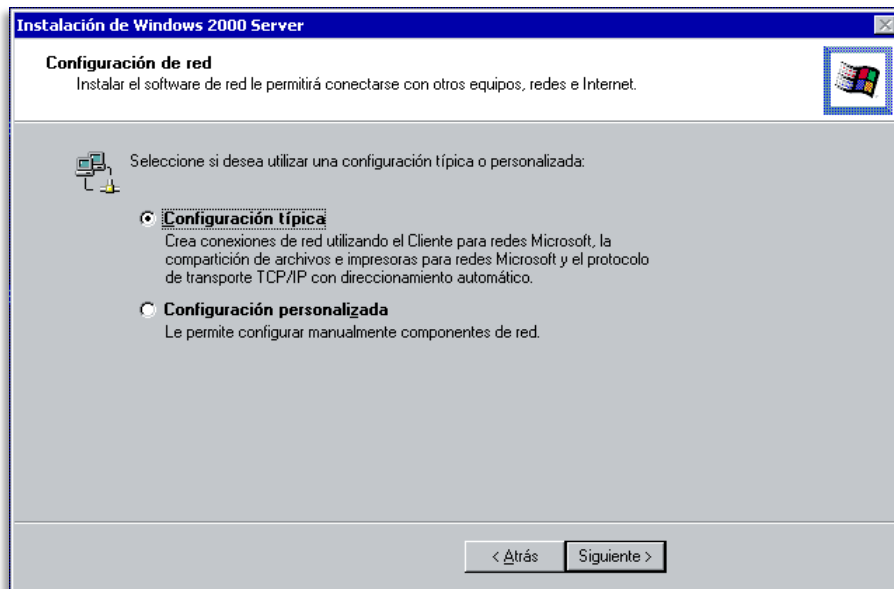 Instalación de Windows 2000 Server
Configuración de red
Instalar el software de red le permitirá conectarse con otros equipos, redes e Internet.
Seleccione si desea utilizar una configuración típica o personalizada:
Configuración típica
Crea conexiones de red utilizando el Cliente para redes Microsoft, la
compartición de archivos e impresoras para redes Microsoft y el protocolo
de transporte TCP/IP con direccionamiento automático.
Configuración personalizada
Le permite configurar manualmente componentes de red.
< Atrás
Siguiente >